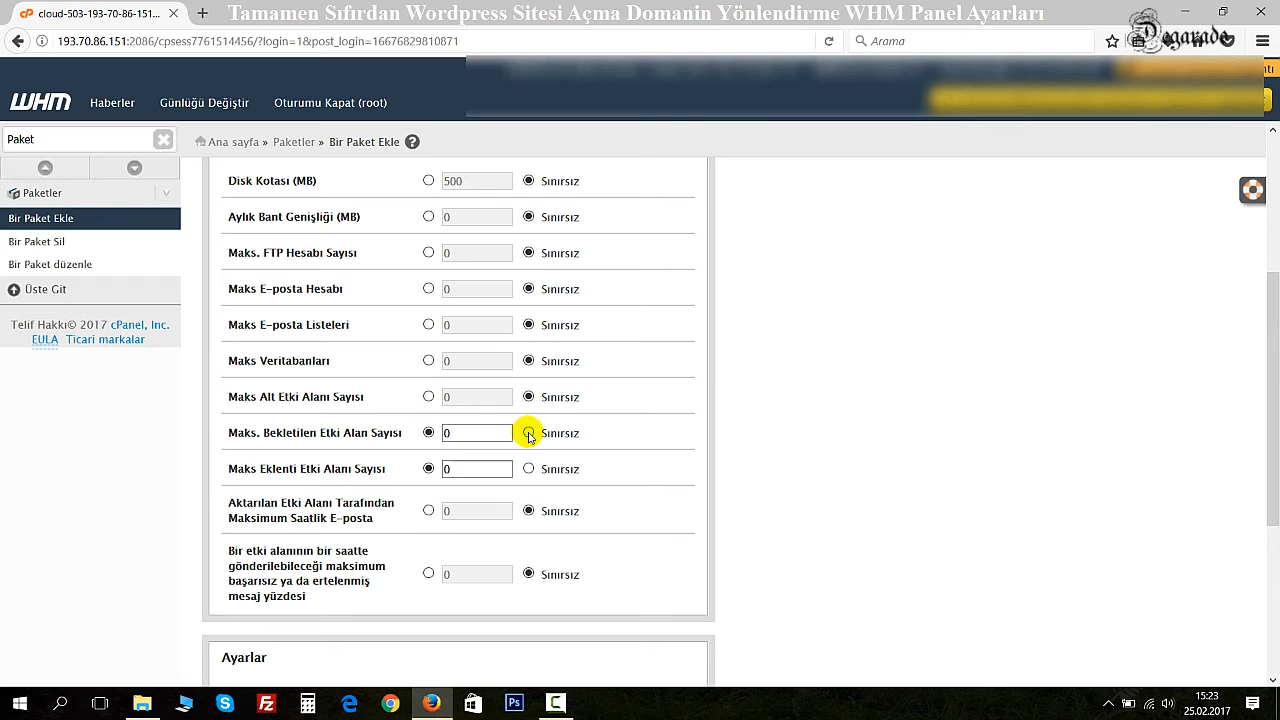 cloud-503-193-70-86-151...
Tamamen Sıfırdan Wordpress Sitesi Açma Domanin Yönlendirme WHM Panel Ayarları
193.70.86.151:2086/cpsess7761514456/?login=1&post_login=16676829818071
Arama
Dogarado
WHM
Haberler
Günlüğü Değiştir
Oturumu Kapat (root)
Paket
Ana sayfa » Paketler » Bir Paket Ekle
Paketler
Bir Paket Ekle
Bir Paket Sil
Bir Paket düzenle
Üste Git
Telif Hakkı© 2017 cPanel, Inc.
EULA Ticari markalar
Disk Kotası (MB) 500 Sınırsız
Aylık Bant Genişliği (MB) 0 Sınırsız
Maks. FTP Hesabı Sayısı 0 Sınırsız
Maks E-posta Hesabı 0 Sınırsız
Maks E-posta Listeleri 0 Sınırsız
Maks Veritabanları 0 Sınırsız
Maks Alt Etki Alanı Sayısı 0 Sınırsız
Maks. Bekletilen Etki Alan Sayısı 0 Sınırsız
Maks Eklenti Etki Alanı Sayısı 0 Sınırsız
Aktarılan Etki Alanı Tarafından
Maksimum Saatlik E-posta 0 Sınırsız
Bir etki alanının bir saatte
gönderilebileceği maksimum
başarısız ya da ertelenmiş
mesaj yüzdesi 0 Sınırsız
Ayarlar
15:23
25.02.2017